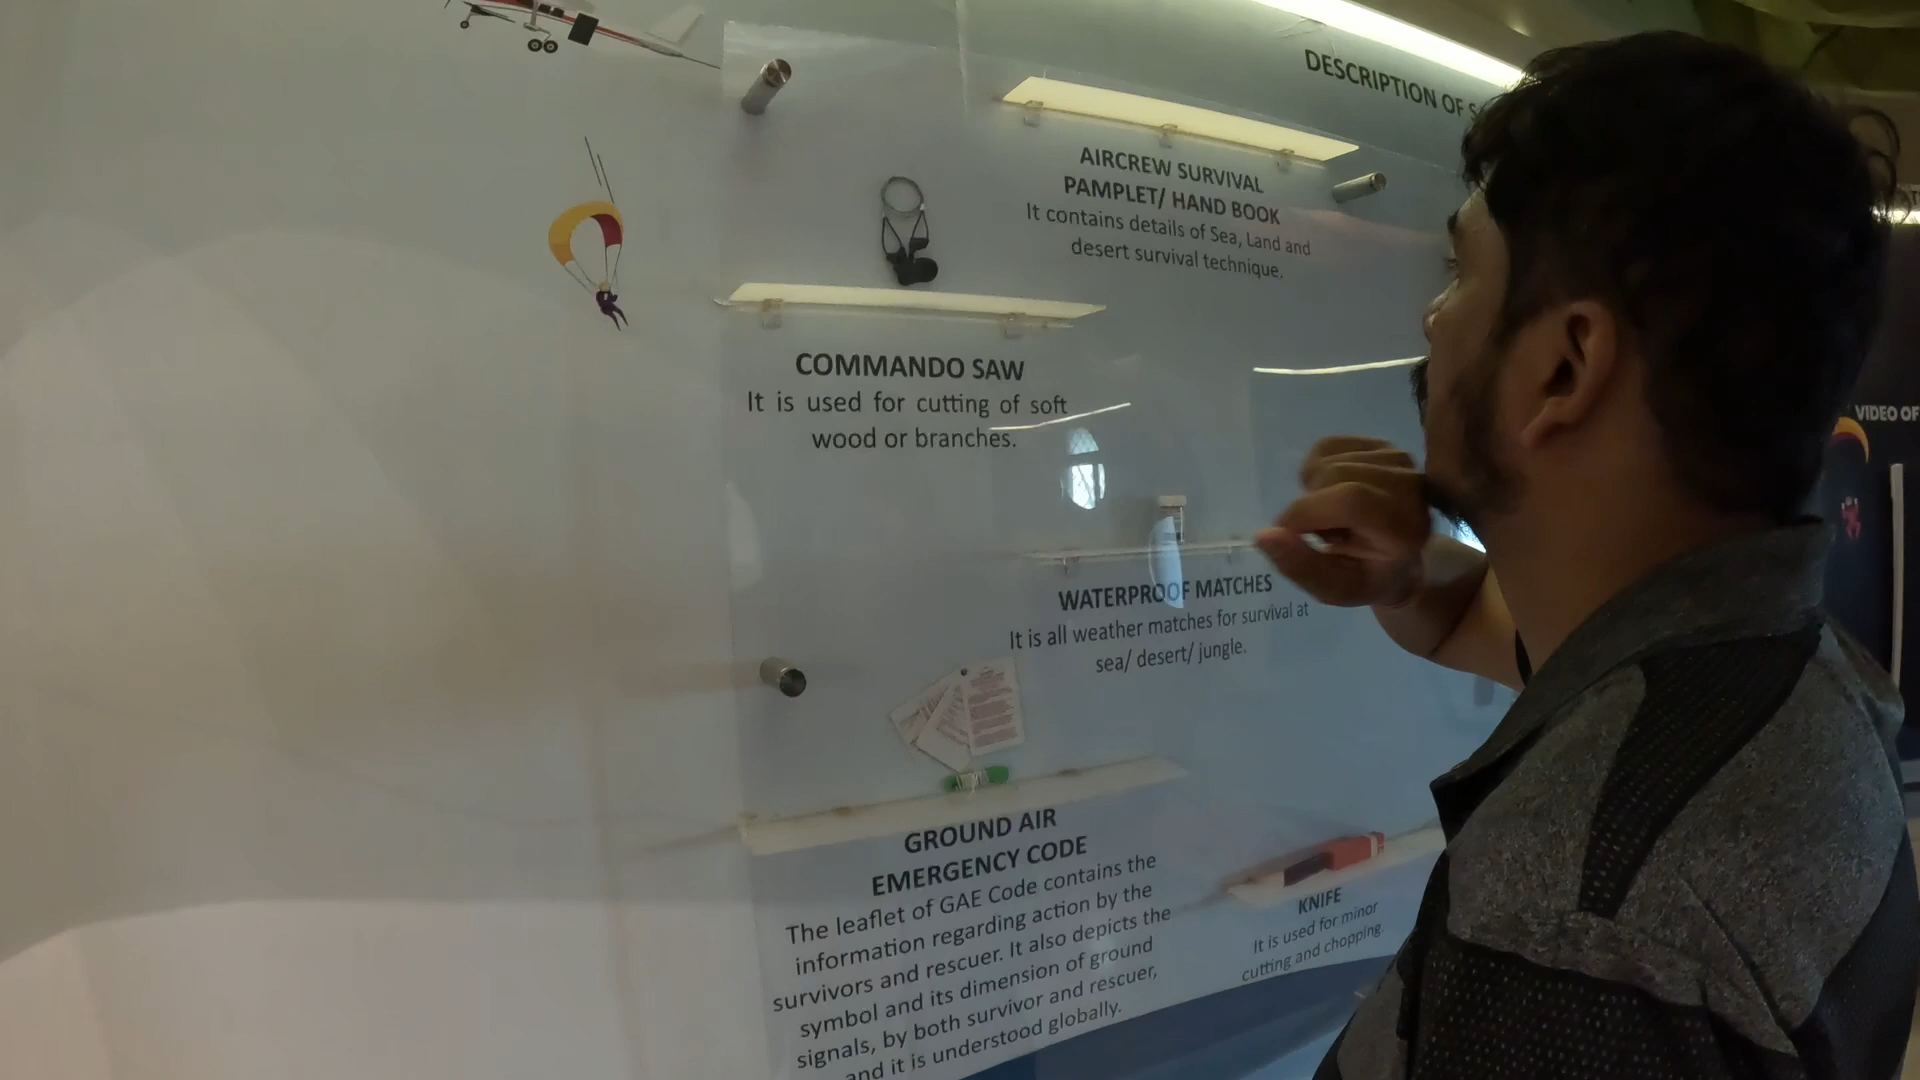 DESCRIPTION OF
AIRCREW SURVIVAL
PAMPLET/ HAND BOOK
It contains details of Sea, Land and
desert survival technique.
COMMANDO SAW
It is used for cutting of soft
wood or branches.
WATERPROOF MATCHES
It is all weather matches for survival at
sea/ desert/ jungle.
GROUND AIR
EMERGENCY CODE
The leaflet of GAE Code contains the
information regarding action by the
survivors and rescuer. It also depicts the
symbol and its dimension of ground
signals, by both survivor and rescuer,
and it is understood globally.
KNIFE
It is used for minor
cutting and chopping.
VIDEO OF